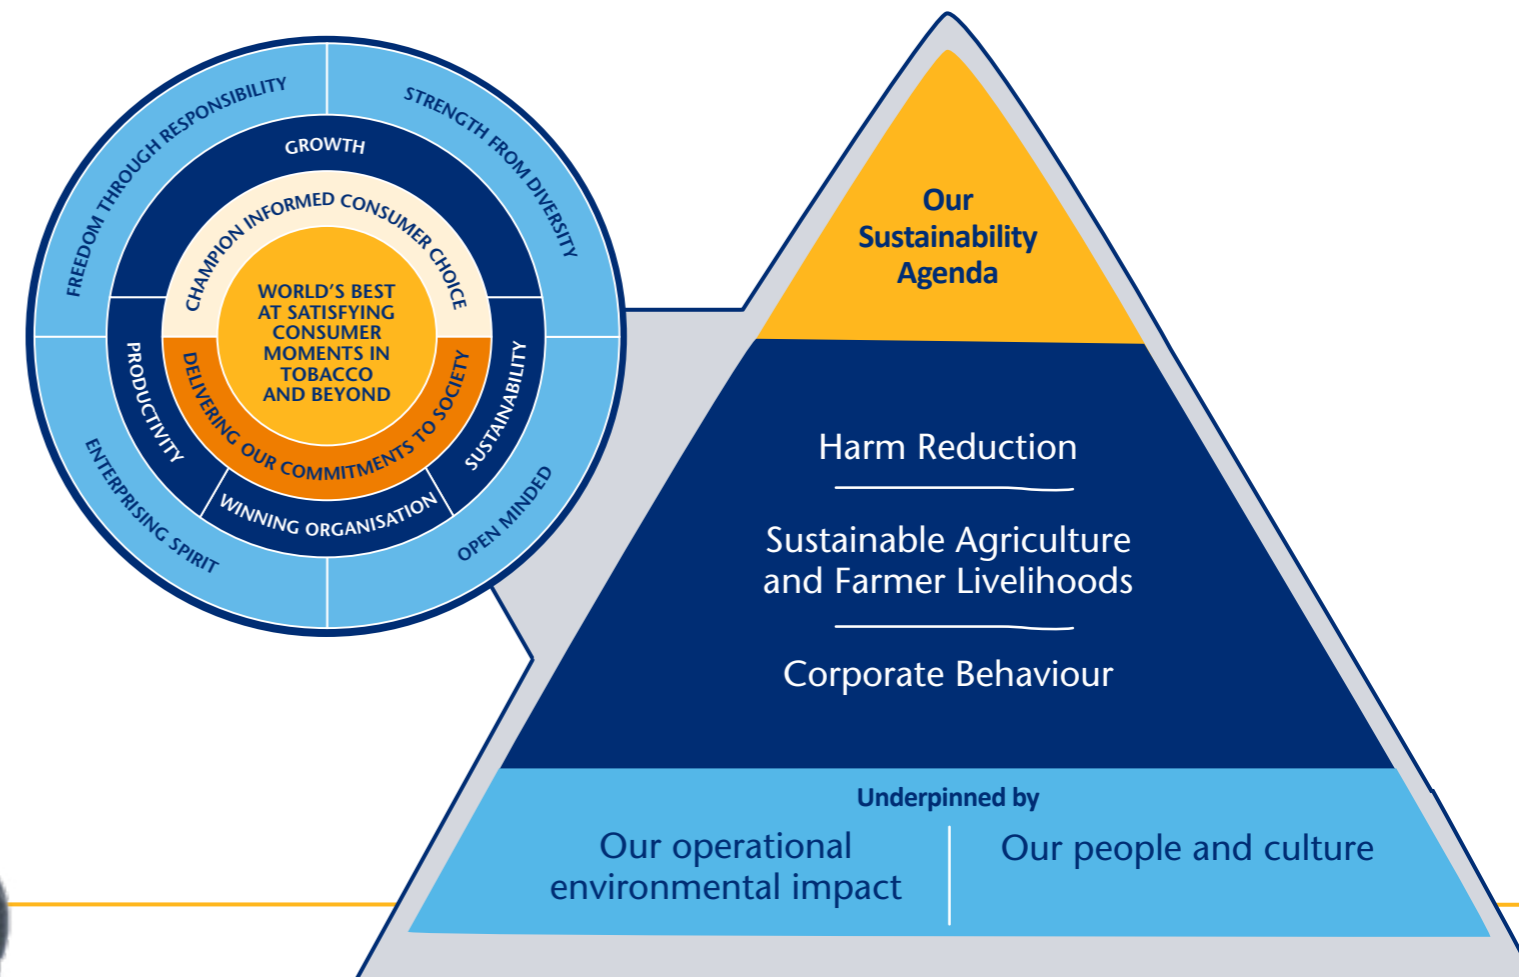 FREEDOM THROUGH RESPONSIBILITY
STRENGTH FROM DIVERSITY
GROWTH
CHAMPION INFORMED CONSUMER CHOICE
WORLD'S BEST
AT SATISFYING
CONSUMER
MOMENTS IN
TOBACCO
AND BEYOND
DELIVERING OUR COMMITMENTS TO SOCIETY
PRODUCTIVITY
SUSTAINABILITY
WINNING ORGANISATION
ENTERPRISING SPIRIT
OPEN MINDED
Our
Sustainability
Agenda
Harm Reduction
Sustainable Agriculture
and Farmer Livelihoods
Corporate Behaviour
Underpinned by
Our operational
environmental impact
Our people and culture